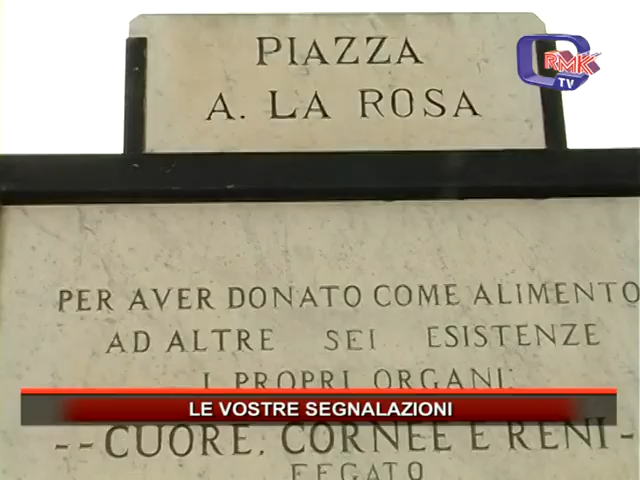 PIAZZA
A. LA ROSA
RMK
TV
PER AVER DONATO COME ALIMENTO
AD ALTRE SEI ESISTENZE
I PROPRI ORGANI:
LE VOSTRE SEGNALAZIONI
--CUORE, CORNEE E RENI-
FEGATO